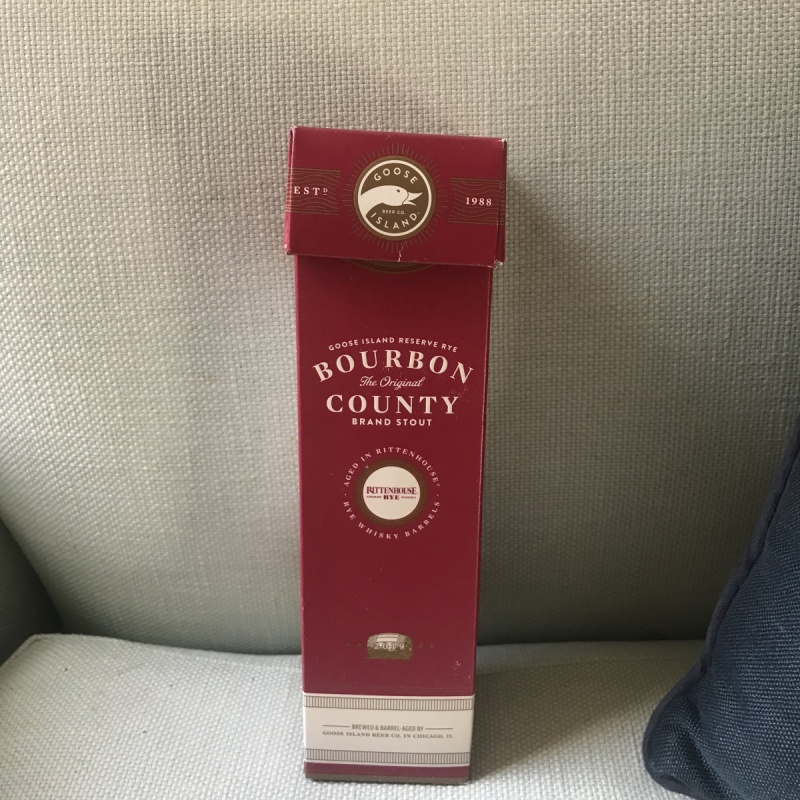 ESTD
GOOSE
BEER CO.
ISLAND
1988
GOOSE ISLAND RESERVE RYE
BOURBON
The Original
COUNTY
BRAND STOUT
AGED IN RITTENHOUSE®
RITTENHOUSE
RYE
RYE WHISKY BARRELS
2019
BREWED & BARREL-AGED BY
GOOSE ISLAND BEER CO. IN CHICAGO, IL